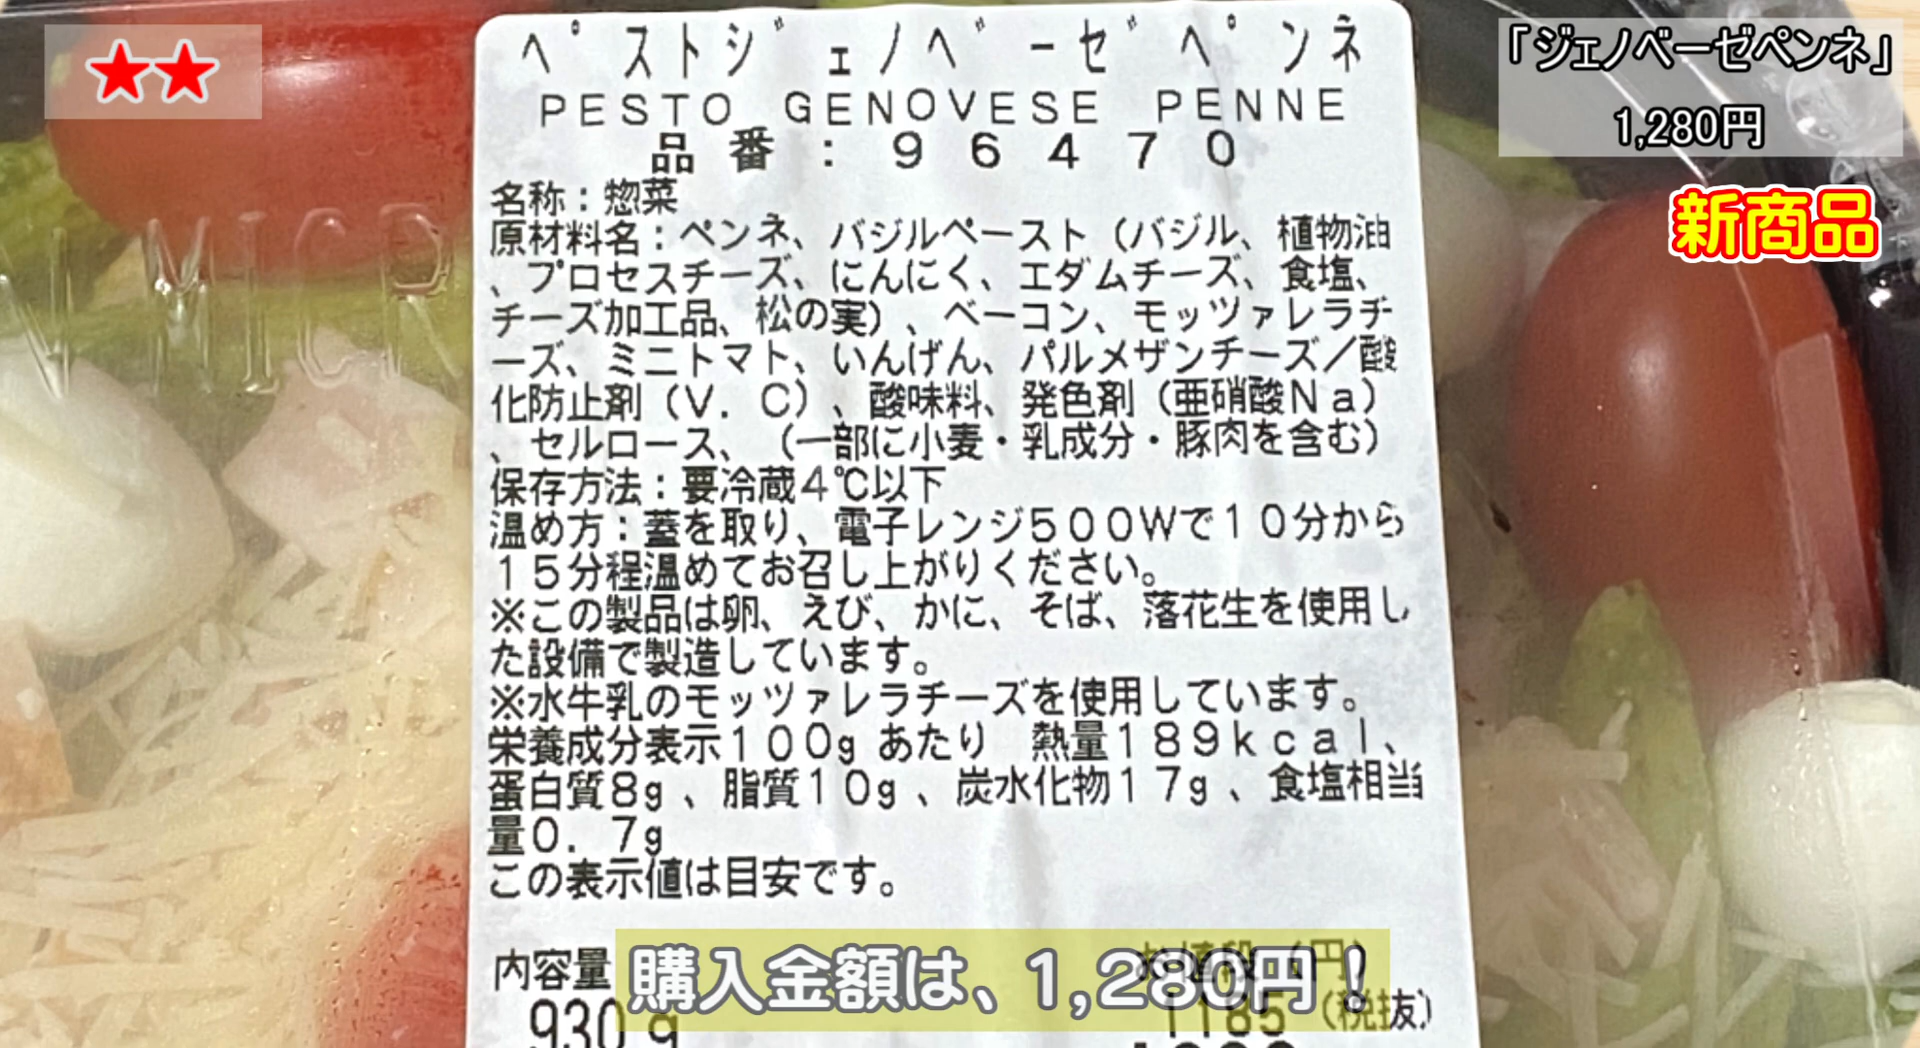 ★★
「ジェノベーゼペンネ」
1,280円
新商品
ペストジェノベーゼペンネ
PESTO GENOVESE PENNE
品番:96470
名称:惣菜
原材料名:ペンネ、バジルペースト(バジル、植物油
、プロセスチーズ、にんにく、エダムチーズ、食塩、
チーズ加工品、松の実)、ベーコン、モッツァレラチ
ーズ、ミニトマト、いんげん、パルメザンチーズ/酸
化防止剤(V.C)、酸味料、発色剤(亜硝酸Na)
、セルロース、(一部に小麦・乳成分・豚肉を含む)
保存方法:要冷蔵4℃以下
温め方:蓋を取り、電子レンジ500Wで10分から
15分程温めてお召し上がりください。
※この製品は卵、えび、かに、そば、落花生を使用し
た設備で製造しています。
※水牛乳のモッツァレラチーズを使用しています。
栄養成分表示100gあたり 熱量189kcal、
蛋白質8g、脂質10g、炭水化物17g、食塩相当
量0.7g
この表示値は目安です。
内容量 お値段(円)
購入金額は、1,280円!
930g 1185(税抜)